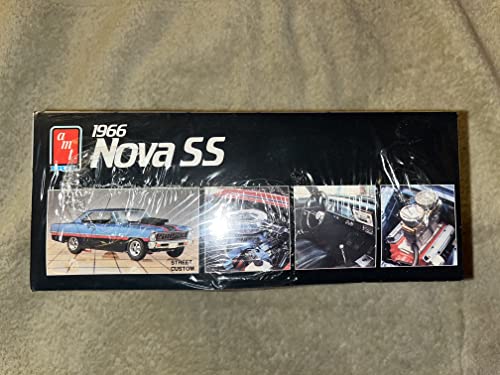 amt
1966
Nova SS
STREET
CUSTOM